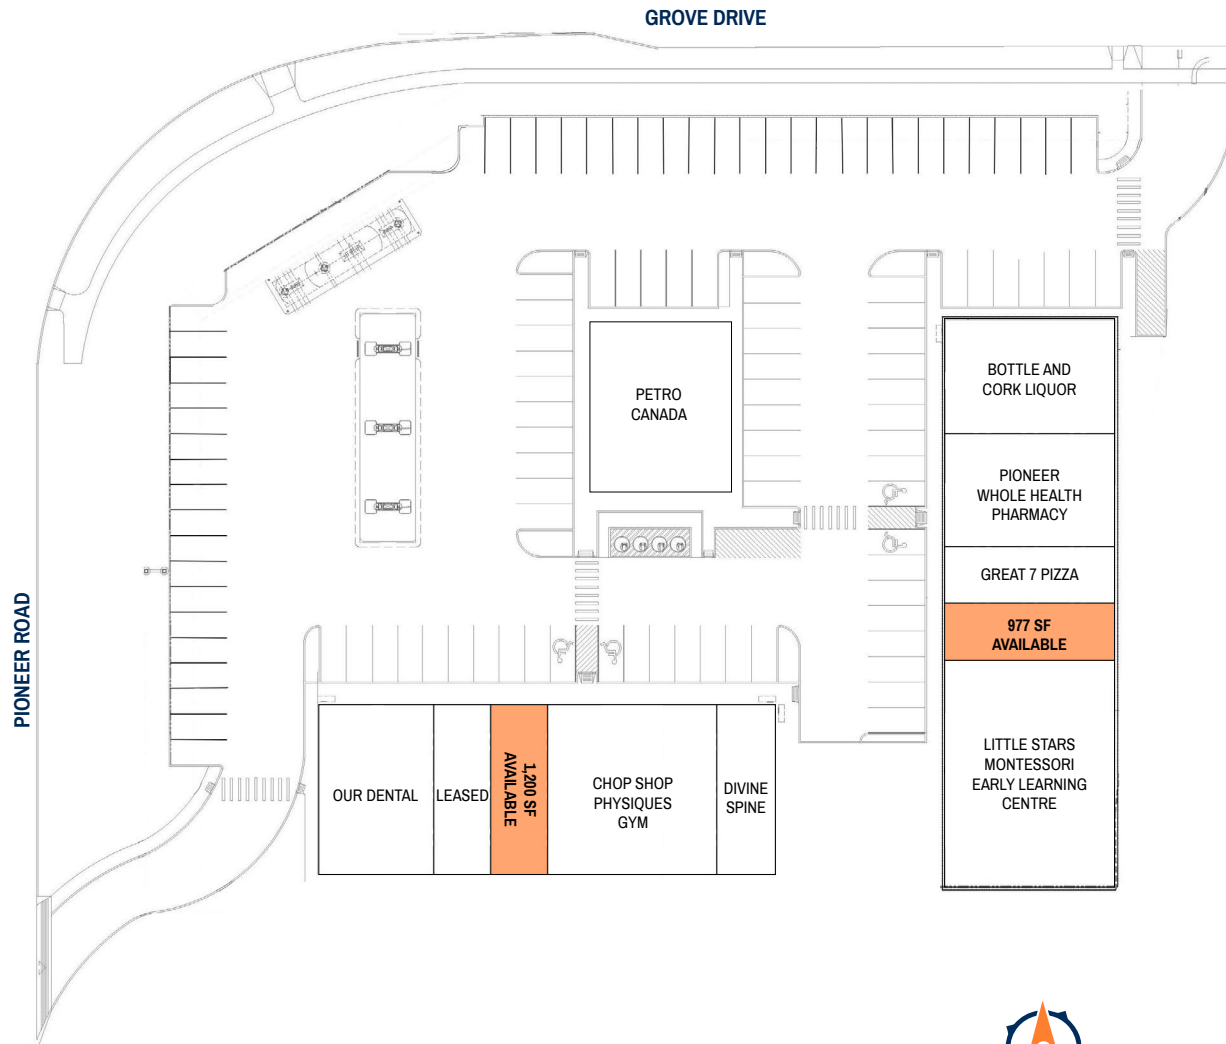 GROVE DRIVE
PIONEER ROAD
PETRO
CANADA
BOTTLE AND
CORK LIQUOR
PIONEER
WHOLE HEALTH
PHARMACY
GREAT 7 PIZZA
977 SF
AVAILABLE
LITTLE STARS
MONTESSORI
EARLY LEARNING
CENTRE
OUR DENTAL
LEASED
1,200 SF
AVAILABLE
CHOP SHOP
PHYSIQUES
GYM
DIVINE
SPINE